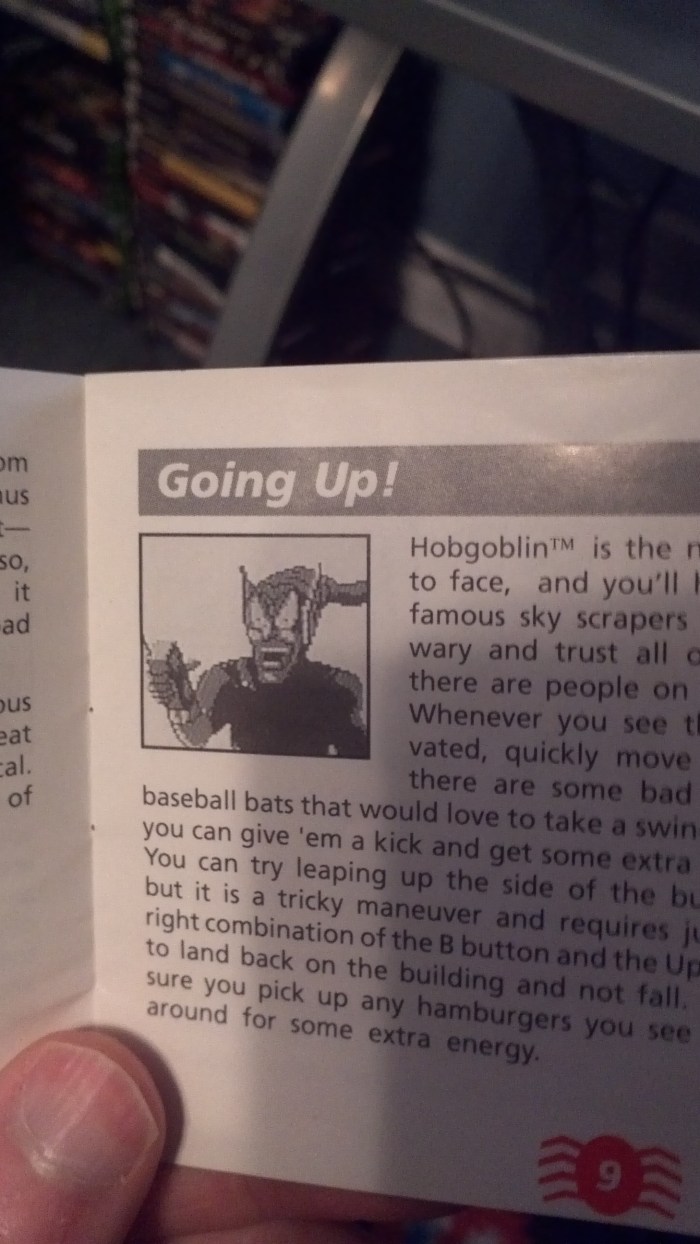 om
us
t—
so,
it
ad
ous
eat
cal.
of
Going Up!
Hobgoblin™ is the
to face, and you'll
famous sky scrapers
wary and trust all
there are people on
Whenever you see
vated, quickly move
there are some bad
baseball bats that would love to take a swin
you can give 'em a kick and get some extra
You can try leaping up the side of the bu
but it is a tricky maneuver and requires ju
right combination of the B button and the Up
to land back on the building and not fall.
sure you pick up any hamburgers you see
around for some extra energy.
9